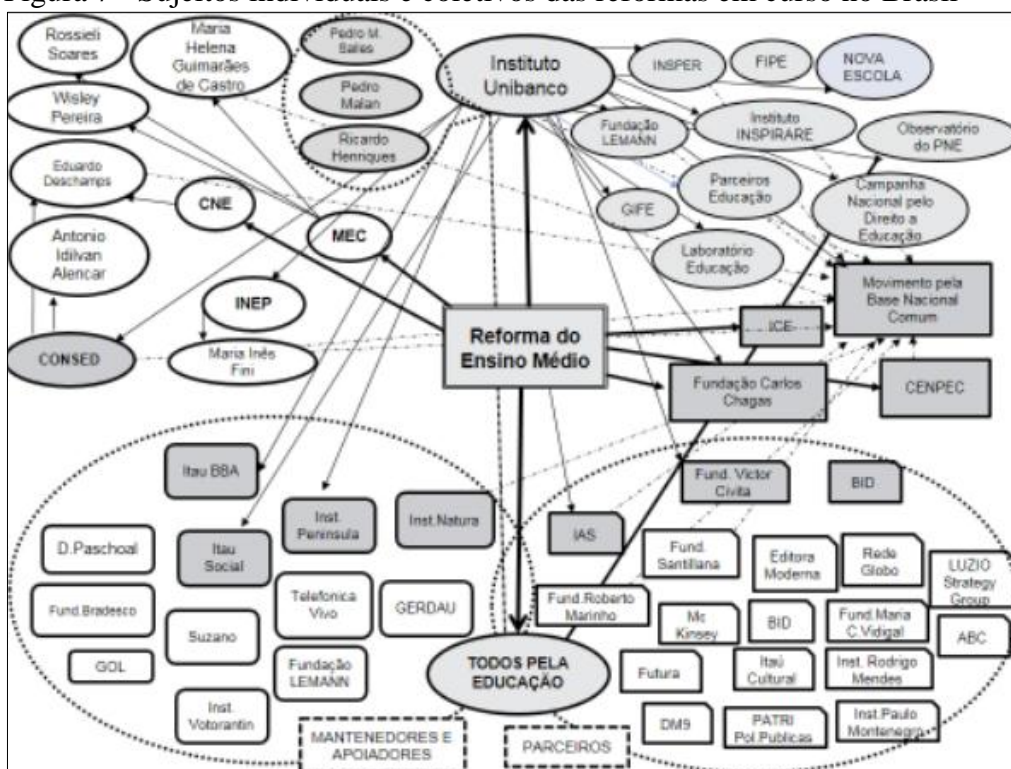 Figura 7 – Sujeitos individuais e coletivos das reformas em curso no Brasil
Rossieli
Soares
Maria
Helena
Guimarães
de Castro
Pedro M.
Salles
Instituto
Unibanco
INSPER
FIPE
NOVA
ESCOLA
Wisley
Pereira
Pedro
Malan
Fundação
LEMANN
Instituto
INSPIRARE
Observatório
do PNE
Eduardo
Deschamps
Ricardo
Henriques
Parceiros
Educação
Campanha
Nacional pelo
Direito a
Educação
CNE
GIFE
Antonio
Idilvan
Alencar
MEC
Laboratório
Educação
Movimento pela
Base Nacional
Comum
INEP
Reforma do
Ensino Médio
ICE
CONSED
Maria Inês
Fini
Fundação Carlos
Chagas
CENPEC
Itau BBA
Fund. Victor
Civita
BID
Inst.
Peninsula
Inst.Natura
IAS
D.Paschoal
Itau
Social
Fund.
Santillana
Editora
Moderna
Rede
Globo
LUZIO
Strategy
Group
Fund.Bradesco
Telefonica
Vivo
GERDAU
Fund.Roberto
Marinho
Mc
Kinsey
BID
Fund.Maria
C.Vidigal
ABC
Suzano
GOL
Fundação
LEMANN
TODOS PELA
EDUCAÇÃO
Futura
Itaú
Cultural
Inst. Rodrigo
Mendes
Inst.
Votorantin
DM9
PATRI
Pol.Publicas
Inst.Paulo
Montenegro
MANTENEDORES E
APOIADORES
PARCEIROS